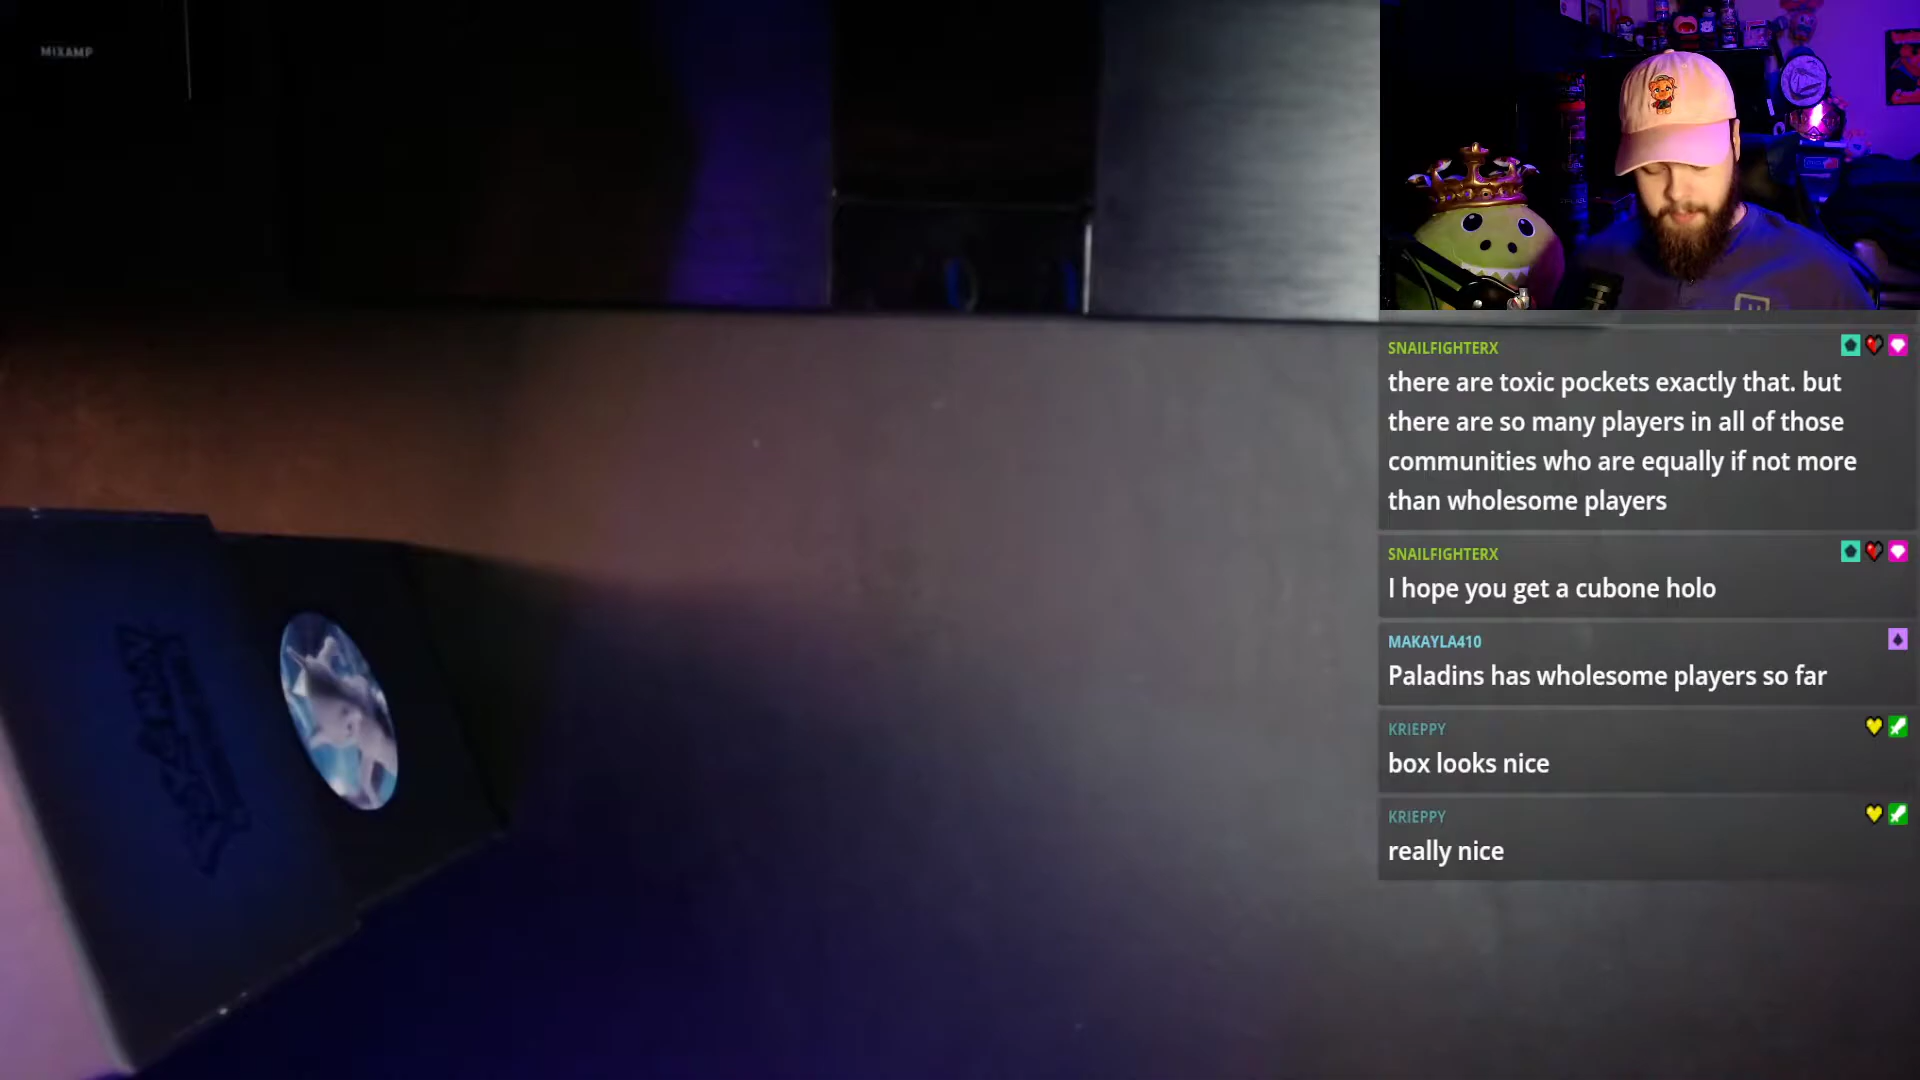 MIXAMP
SNAILFIGHTERX
there are toxic pockets exactly that. but
there are so many players in all of those
communities who are equally if not more
than wholesome players
SNAILFIGHTERX
I hope you get a cubone holo
MAKAYLA410
Paladins has wholesome players so far
KRIEPPY
box looks nice
KRIEPPY
really nice